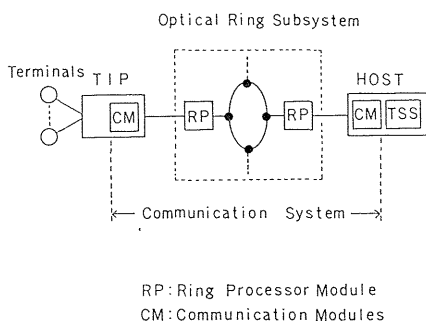 Optical Ring Subsystem
Terminals
TIP
HOST
CM
RP
RP
CM
TSS
Communication System
RP: Ring Processor Module
CM: Communication Modules